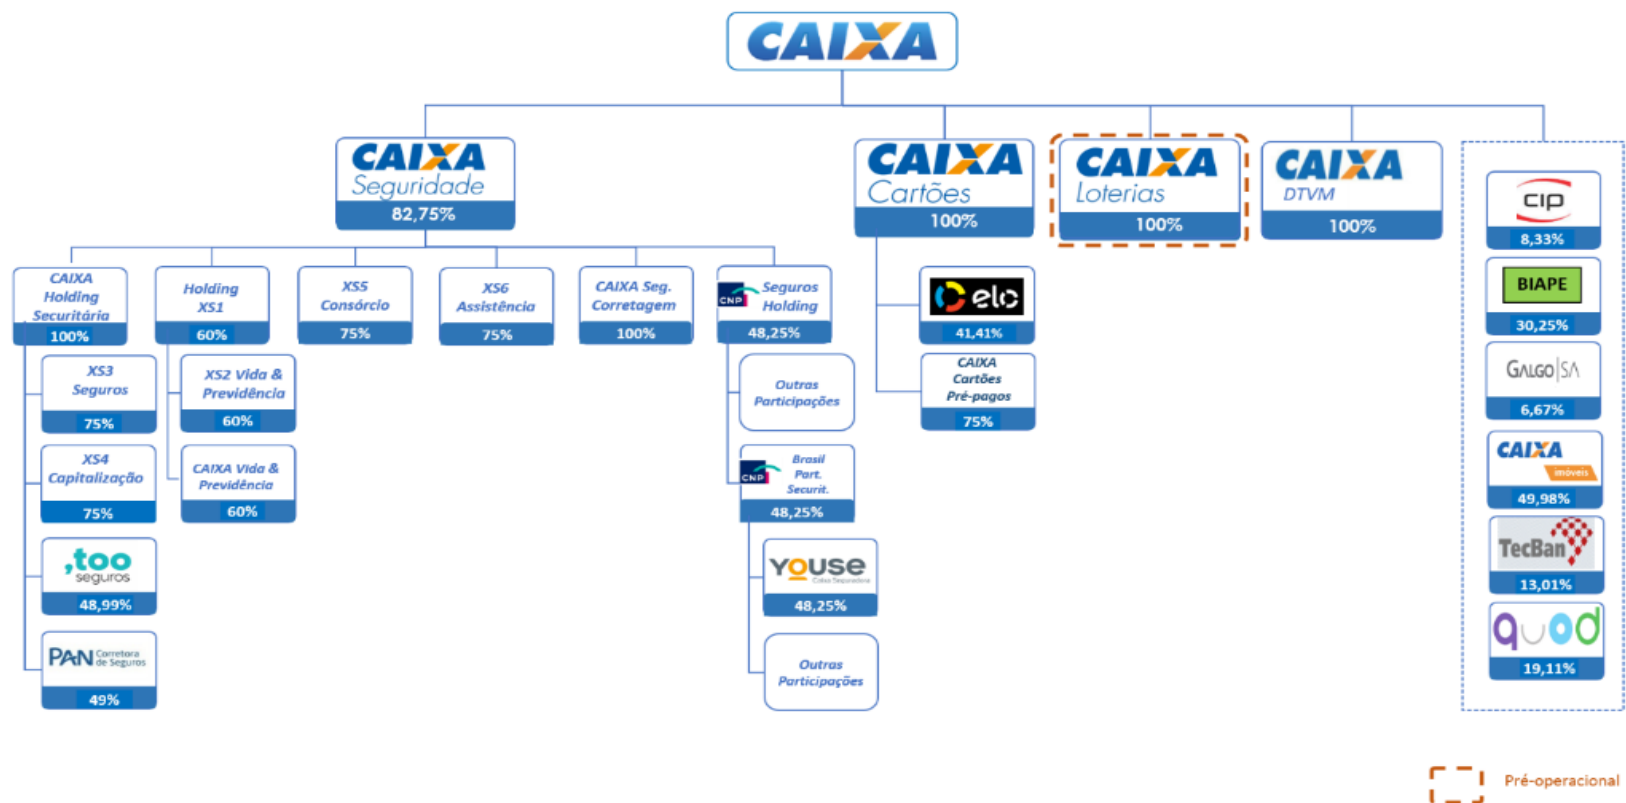 CAIXA
CAIXA
Seguridade
82,75%
CAIXA
Cartões
100%
CAIXA
Loterias
100%
CAIXA
DTVM
100%
CAIXA
Holding
Securitária
100%
Holding
XS1
60%
XS5
Consórcio
75%
XS6
Assistência
75%
CAIXA Seg.
Corretagem
100%
CNP
Seguros
Holding
48,25%
XS3
Seguros
75%
XS4
Capitalização
75%
,too
seguros
48,99%
PAN Corretora
de Seguros
49%
XS2 Vida &
Previdência
60%
CAIXA Vida &
Previdência
60%
Outras
Participações
CNP
Brasil
Part.
Securit.
48,25%
YOUSE
Caixa Seguradora
48,25%
Outras
Participações
elo
41,41%
CAIXA
Cartões
Pré-pagos
75%
CIP
8,33%
BIAPE
30,25%
GALGO|SA
6,67%
CAIXA
imóveis
49,98%
TecBan
13,01%
quod
19,11%
Pré-operacional